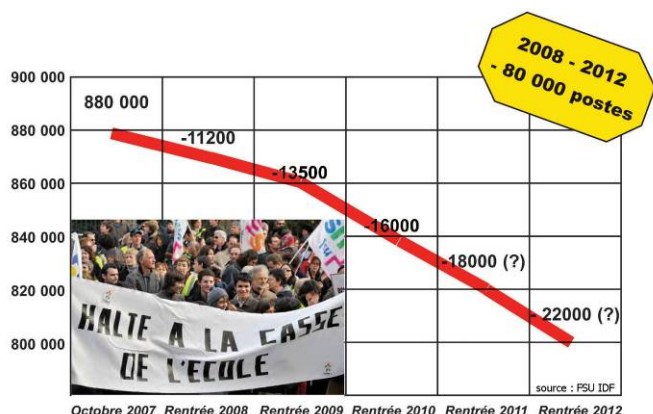 2008 - 2012
- 80 000 postes
900 000
880 000
860 000
840 000
820 000
800 000
880 000
-11200
-13500
-16000
-18000 (?)
- 22000 (?)
HALTE A LA CASSE
DE L'ECOLE
source : FSU IDF
Octobre 2007 Rentrée 2008 Rentrée 2009 Rentrée 2010 Rentrée 2011 Rentrée 2012